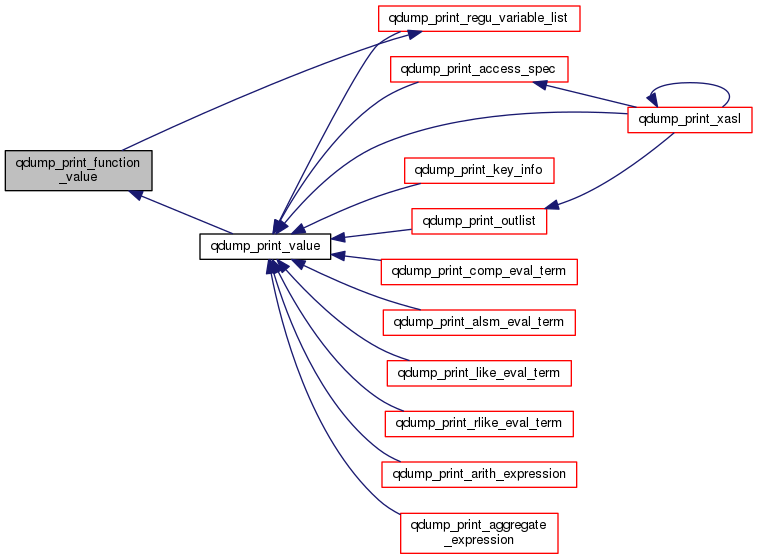 qdump_print_regu_variable_list
qdump_print_access_spec
qdump_print_xasl
qdump_print_function
_value
qdump_print_key_info
qdump_print_outlist
qdump_print_value
qdump_print_comp_eval_term
qdump_print_alsm_eval_term
qdump_print_like_eval_term
qdump_print_rlike_eval_term
qdump_print_arith_expression
qdump_print_aggregate
_expression